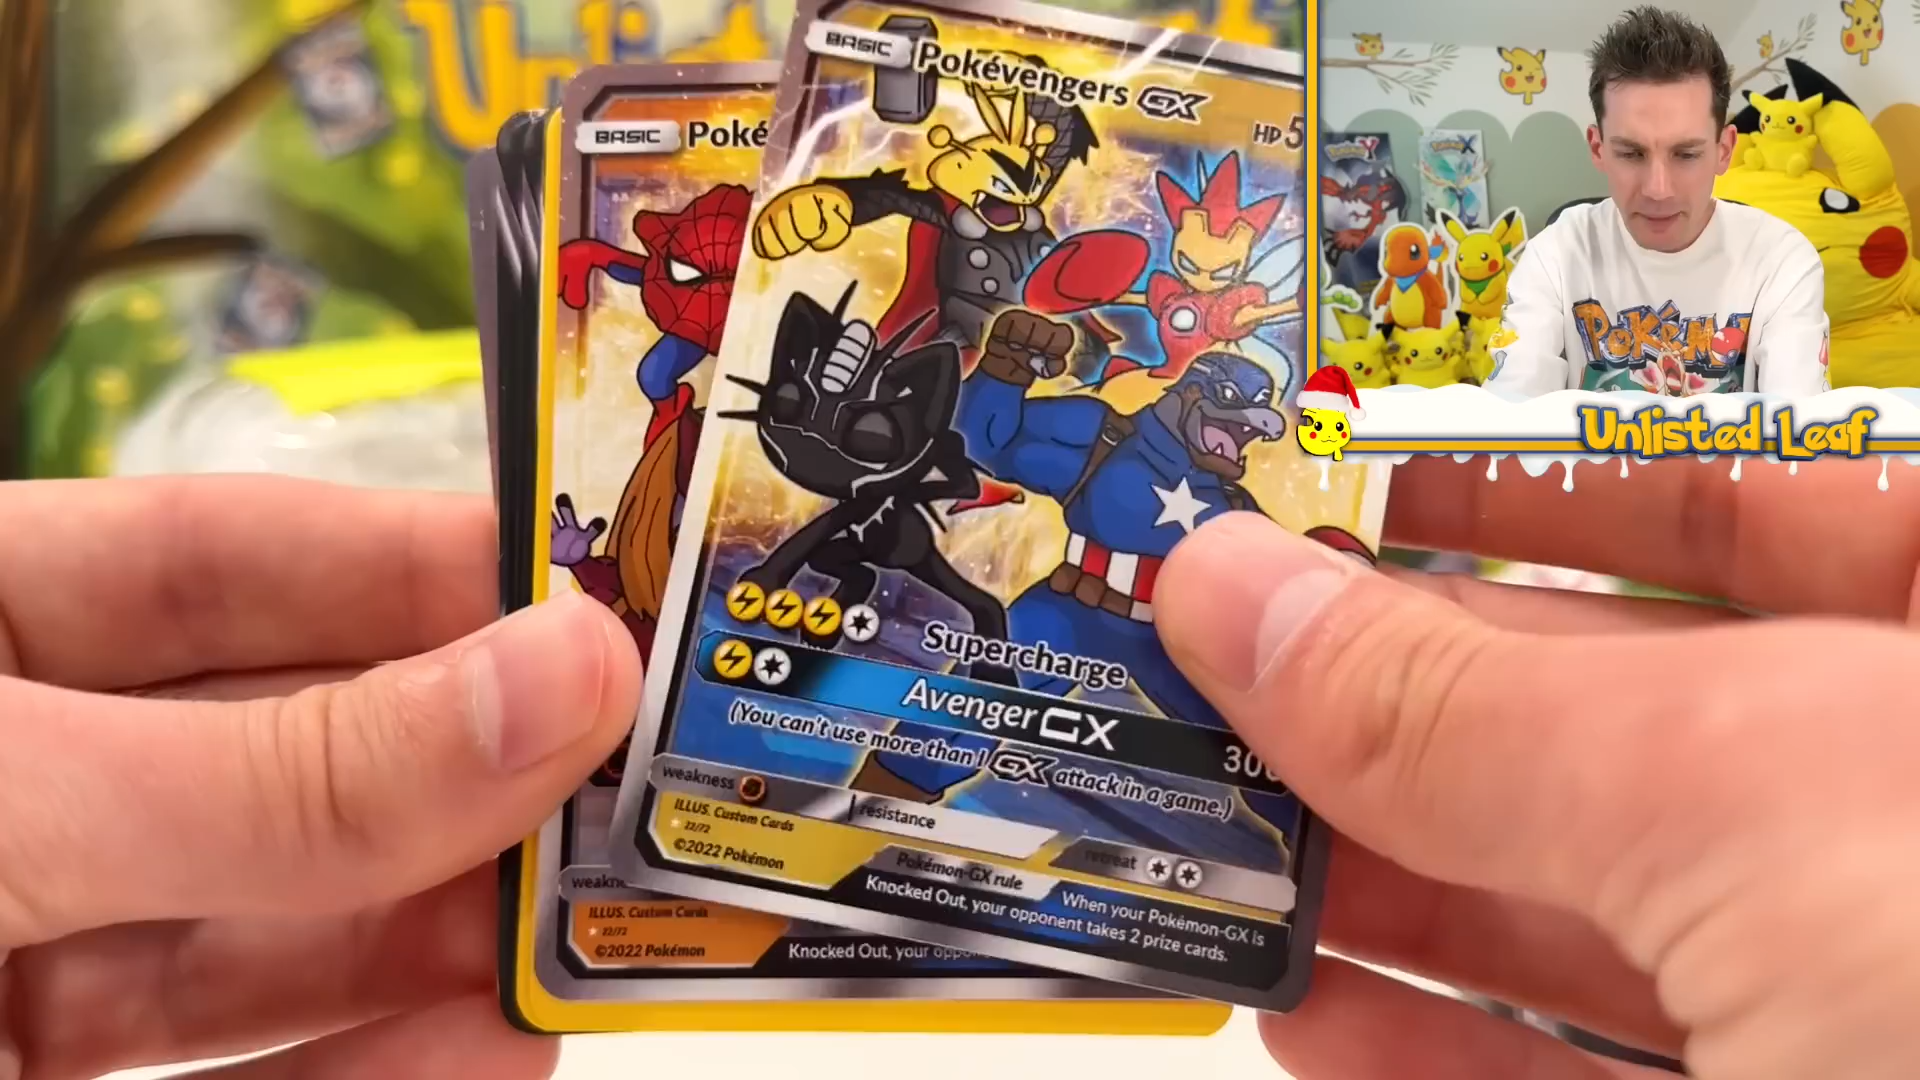 BASIC Pokévengers GX
HP 5
BASIC Poké
Supercharge
Avenger GX 30
(You can't use more than 1 GX attack in a game.)
weakness resistance retreat
ILLUS. Custom Cards
22/72
©2022 Pokémon
Pokémon-GX rule
When your Pokémon-GX is
Knocked Out, your opponent takes 2 prize cards.
weakne
ILLUS. Custom Cards
22/72
©2022 Pokémon
Knocked Out, your oppo
Unlisted Leaf
POKéMO
Unlis